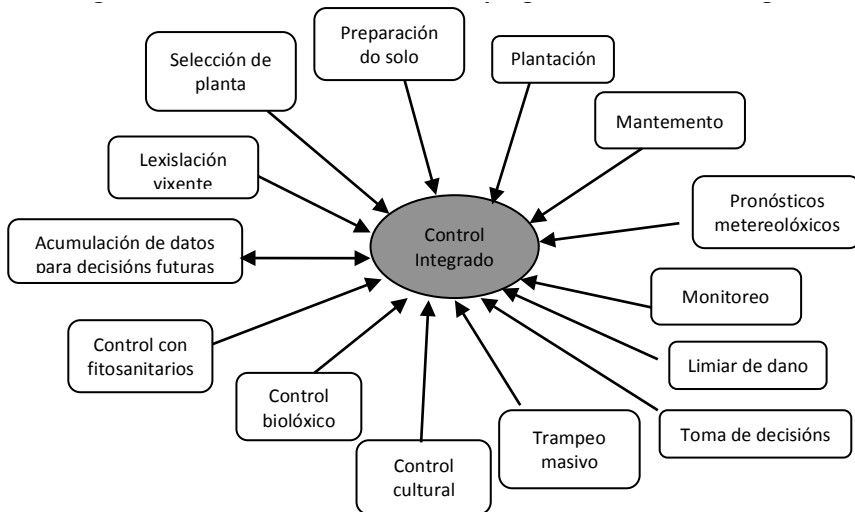 Preparación
do solo
Selección de
planta
Plantación
Mantemento
Lexislación
vixente
Pronósticos
metereolóxicos
Acumulación de datos
para decisións futuras
Control
Integrado
Monitoreo
Control con
fitosanitarios
Limiar de dano
Control
biolóxico
Trampeo
masivo
Toma de decisións
Control
cultural